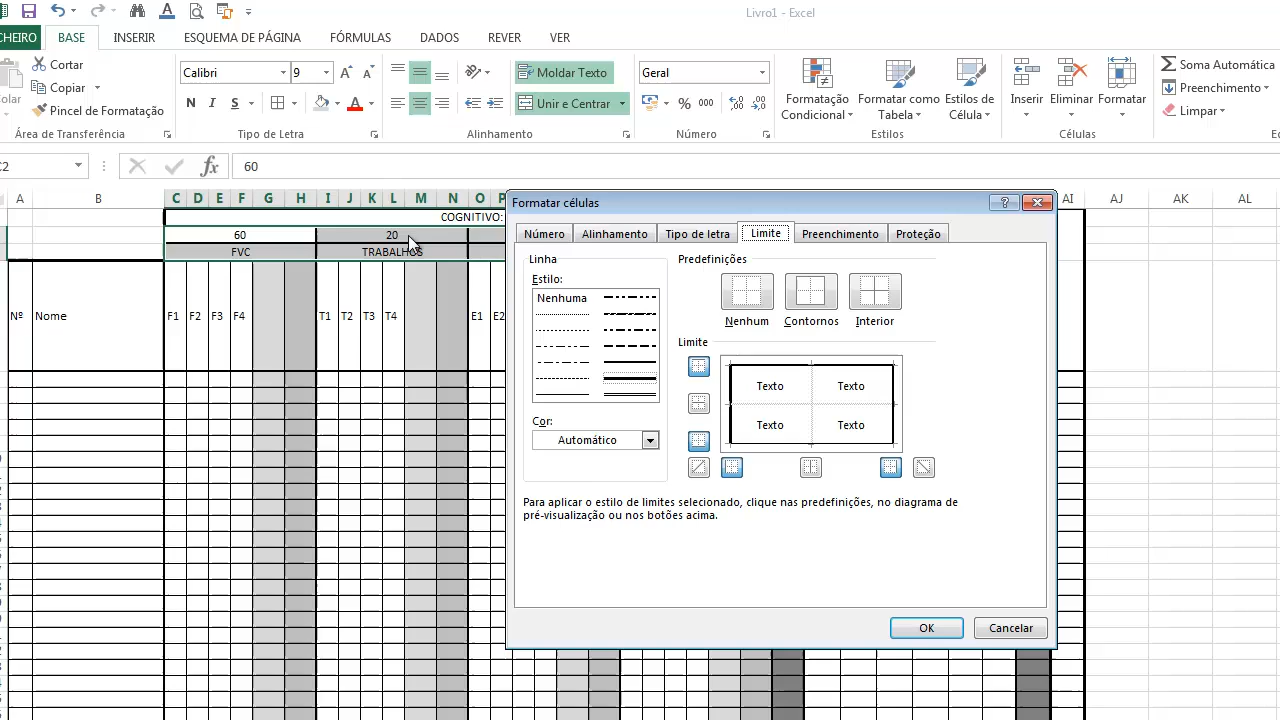 Livro1 - Excel
CHEIRO BASE INSERIR ESQUEMA DE PÁGINA FÓRMULAS DADOS REVER VER
Cortar
Copiar
Pincel de Formatação
Área de Transferência
Calibri 9
N I S A
Tipo de Letra
Moldar Texto
Unir e Centrar
Alinhamento
Geral
% 000
Número
Formatação Condicional
Formatar como Tabela
Estilos de Célula
Estilos
Inserir Eliminar Formatar
Células
Soma Automática
Preenchimento
Limpar
C2 fx 60
A B C D E F G H I J K L M N O P AI AJ AK AL
COGNITIVO:
60 20
FVC TRABALHOS
Nº Nome F1 F2 F3 F4 T1 T2 T3 T4 E1 E2
Formatar células
Número Alinhamento Tipo de letra Limite Preenchimento Proteção
Linha
Estilo:
Nenhuma
Cor:
Automático
Predefinições
Nenhum Contornos Interior
Limite
Texto Texto
Texto Texto
Para aplicar o estilo de limites selecionado, clique nas predefinições, no diagrama de
pré-visualização ou nos botões acima.
OK Cancelar